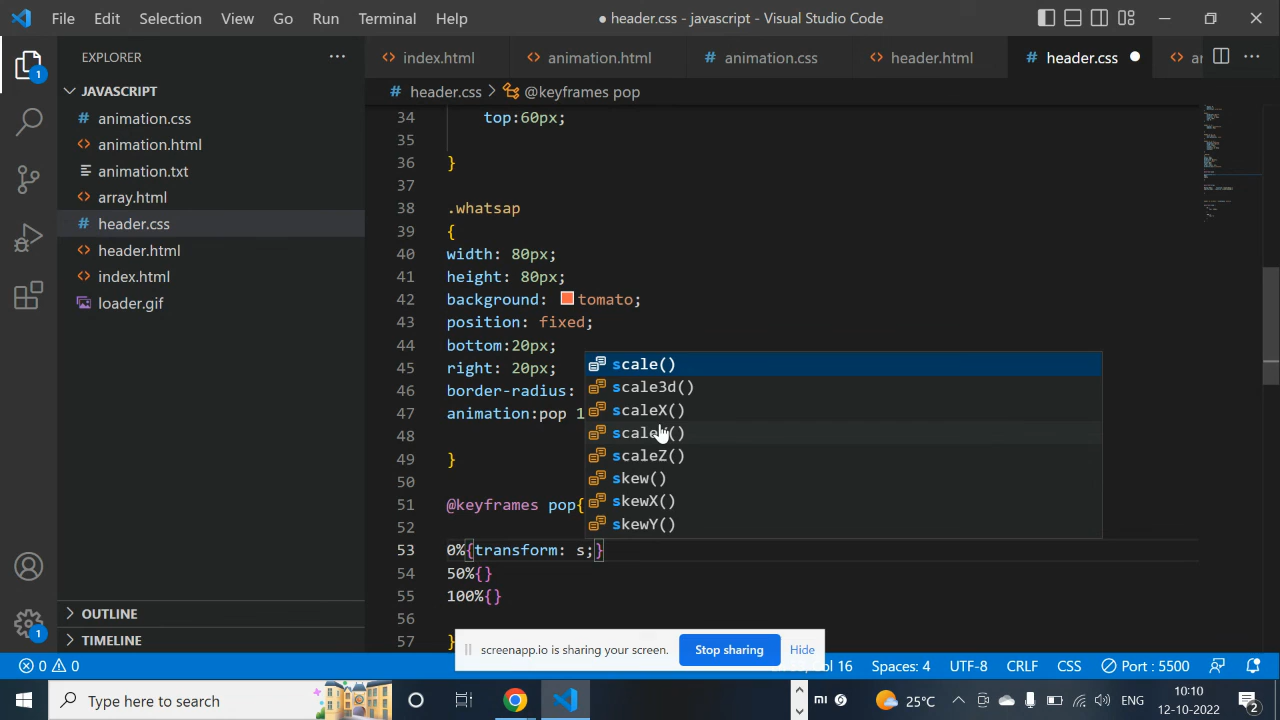 File Edit Selection View Go Run Terminal Help ● header.css - javascript - Visual Studio Code
EXPLORER
index.html animation.html animation.css header.html header.css
JAVASCRIPT
header.css > @keyframes pop
animation.css
animation.html
animation.txt
array.html
header.css
header.html
index.html
loader.gif
34 top:60px;
35
36 }
37
38 .whatsap
39 {
40 width: 80px;
41 height: 80px;
42 background: tomato;
43 position: fixed;
44 bottom:20px;
45 right: 20px;
46 border-radius:
47 animation:pop 1
48
49 }
50
51 @keyframes pop{
52
53 0%{transform: s;}
54 50%{}
55 100%{}
56
57 }
scale()
scale3d()
scaleX()
scaleZ()
skew()
skewX()
skewY()
1
OUTLINE
TIMELINE
1
screenapp.io is sharing your screen. Stop sharing Hide
0 0 Col 16 Spaces: 4 UTF-8 CRLF CSS Port : 5500
Type here to search
25°C ENG
10:10
12-10-2022
2